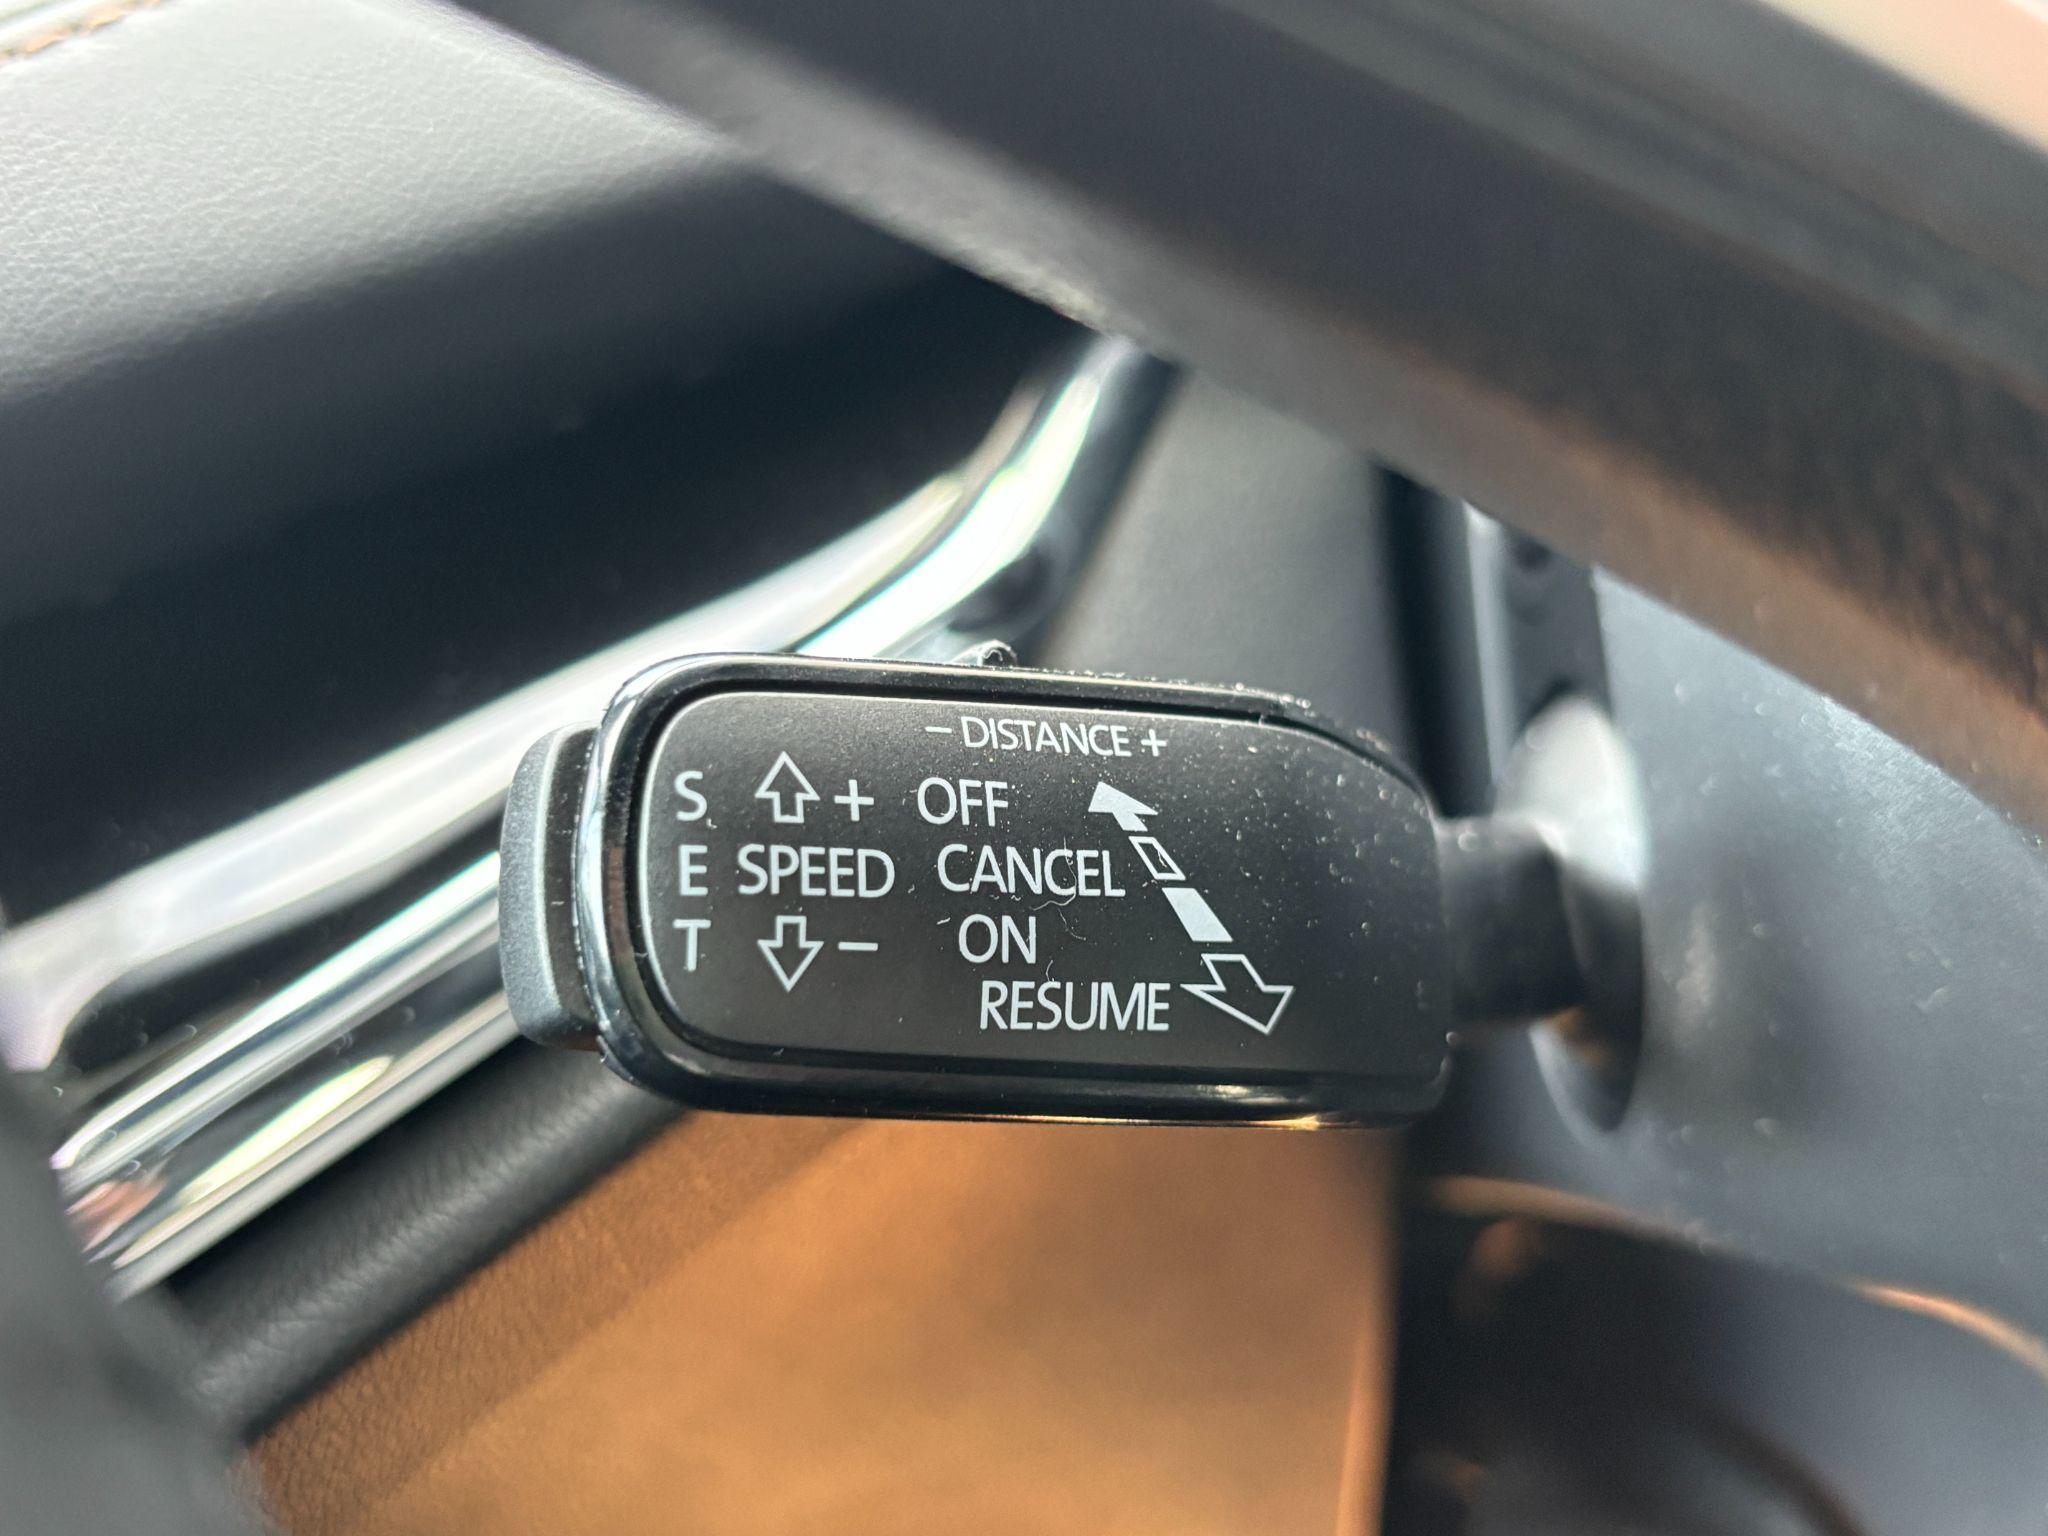 – DISTANCE +
S + OFF
E SPEED CANCEL
T – ON
RESUME